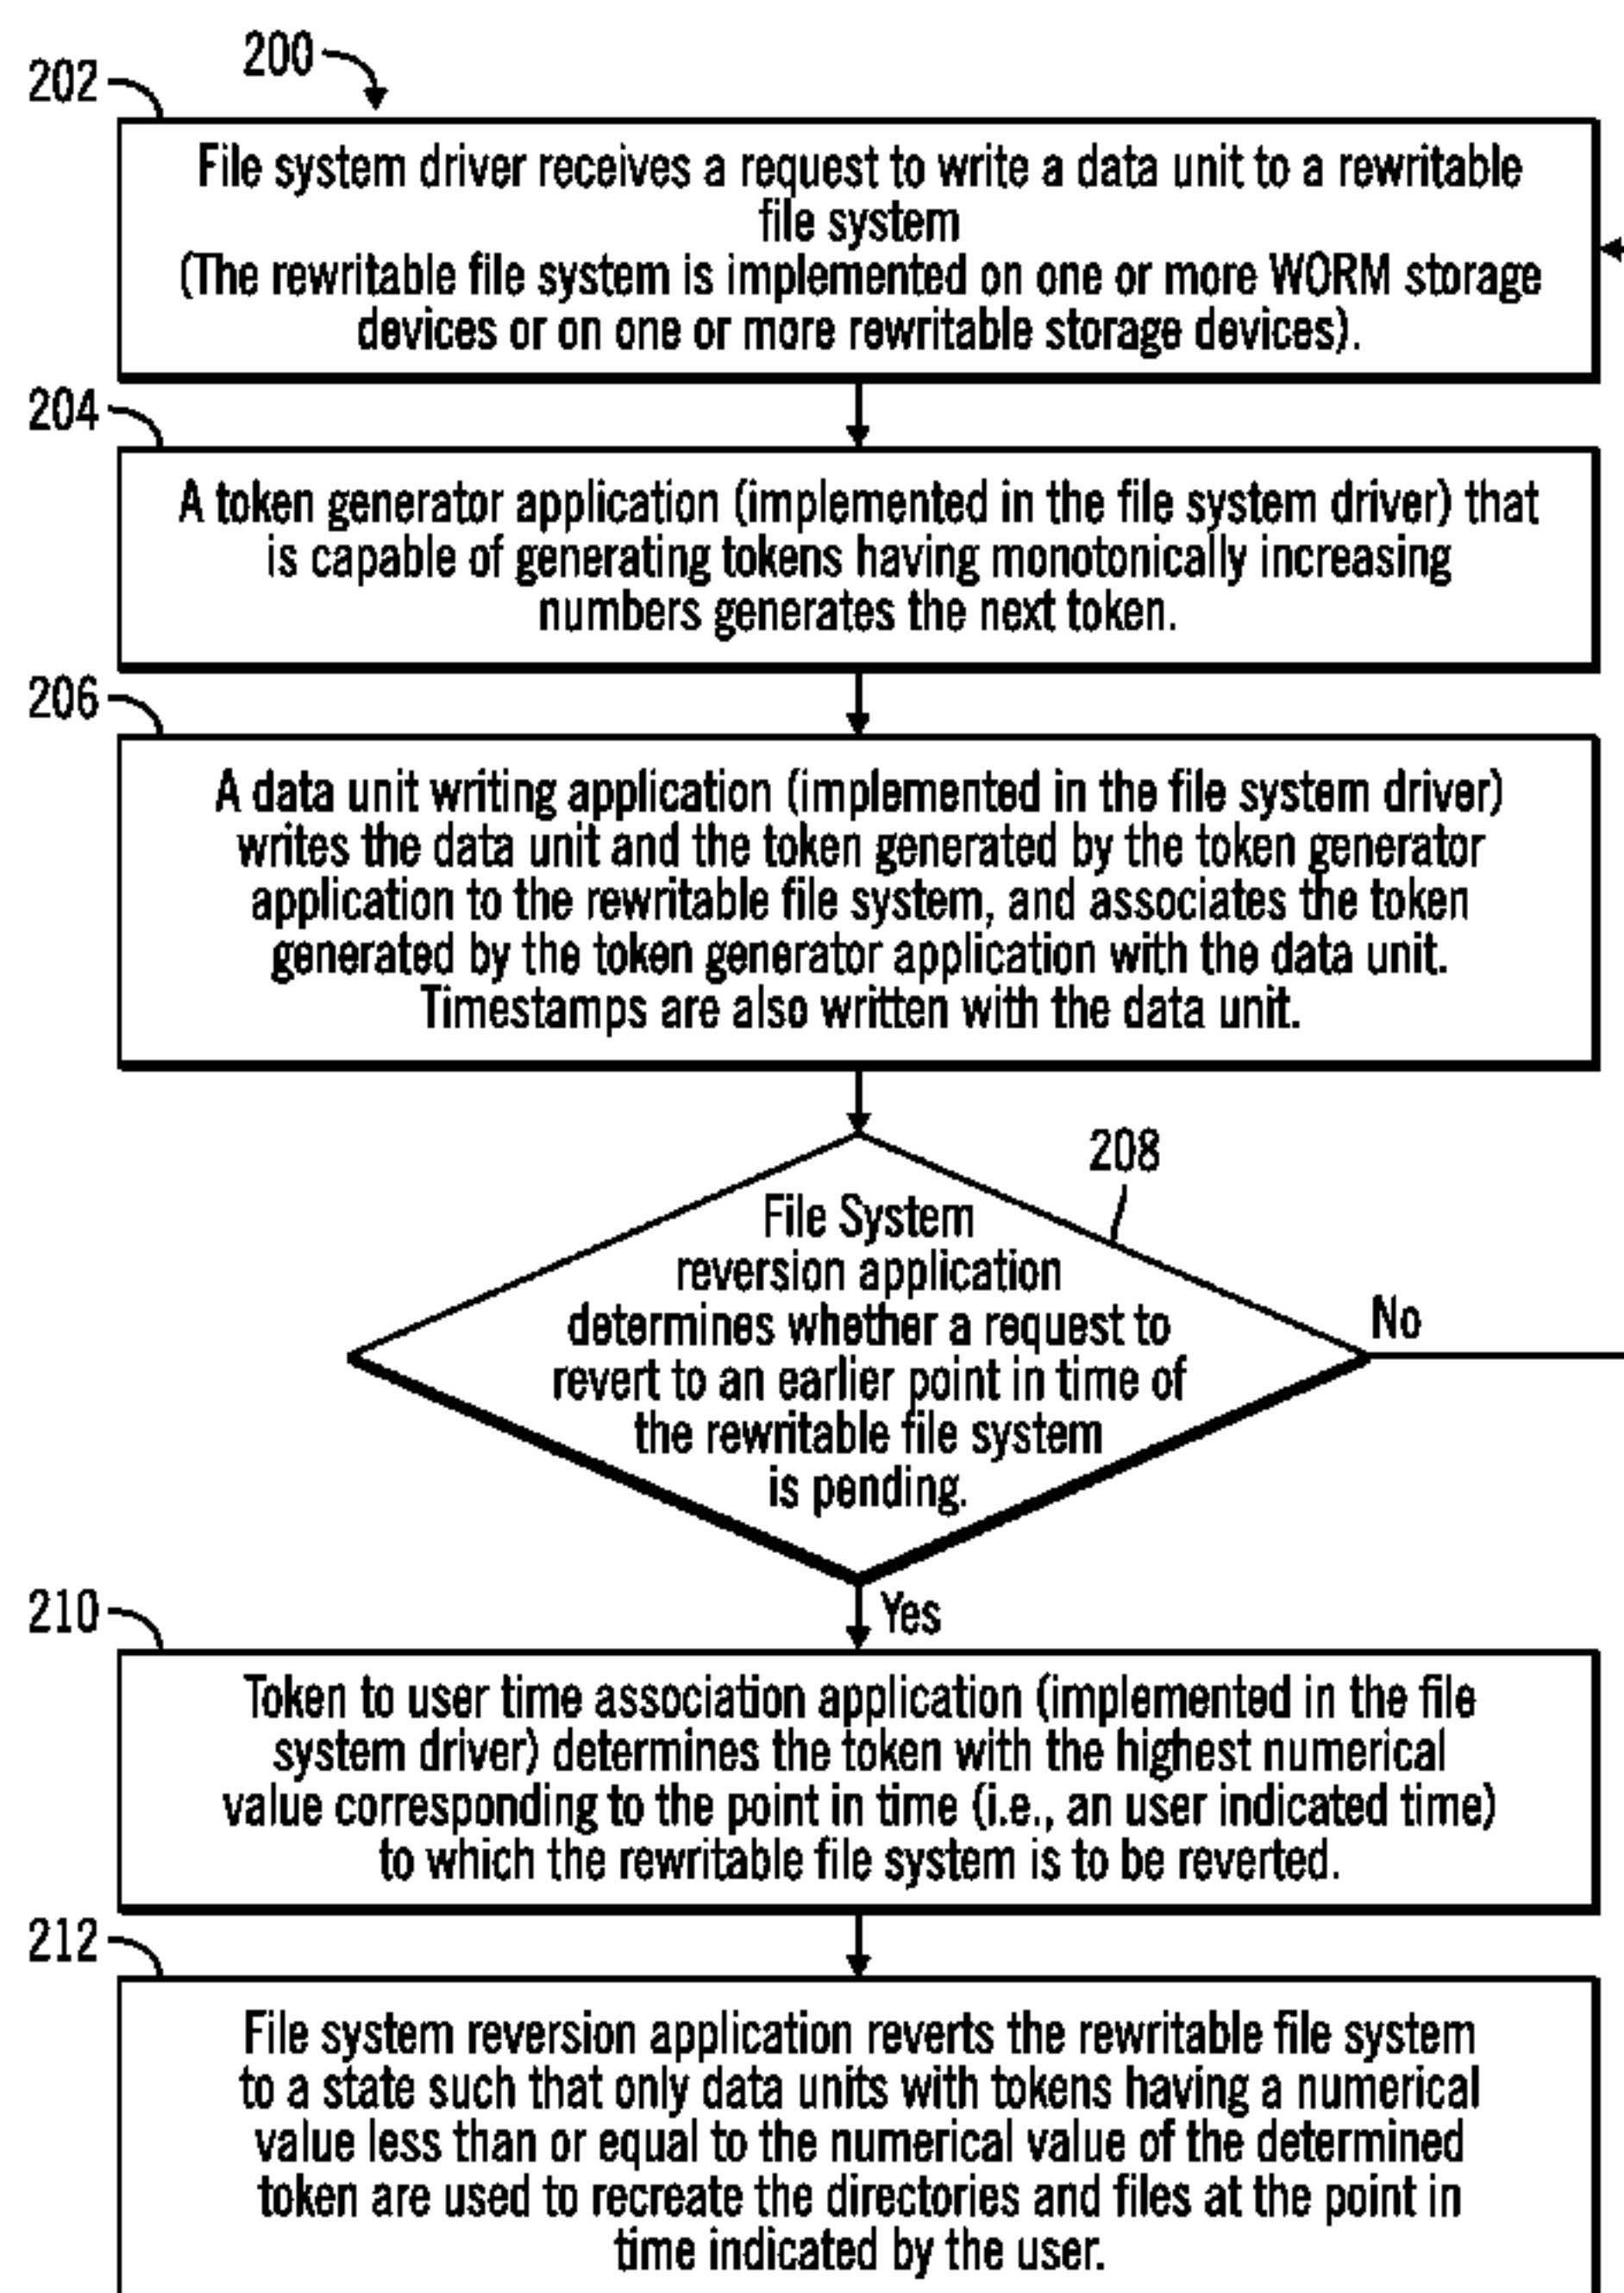 200
202
File system driver receives a request to write a data unit to a rewritable
file system
(The rewritable file system is implemented on one or more WORM storage
devices or on one or more rewritable storage devices).
204
A token generator application (implemented in the file system driver) that
is capable of generating tokens having monotonically increasing
numbers generates the next token.
206
A data unit writing application (implemented in the file system driver)
writes the data unit and the token generated by the token generator
application to the rewritable file system, and associates the token
generated by the token generator application with the data unit.
Timestamps are also written with the data unit.
208
File System
reversion application
determines whether a request to
revert to an earlier point in time of
the rewritable file system
is pending.
No
Yes
210
Token to user time association application (implemented in the file
system driver) determines the token with the highest numerical
value corresponding to the point in time (i.e., an user indicated time)
to which the rewritable file system is to be reverted.
212
File system reversion application reverts the rewritable file system
to a state such that only data units with tokens having a numerical
value less than or equal to the numerical value of the determined
token are used to recreate the directories and files at the point in
time indicated by the user.